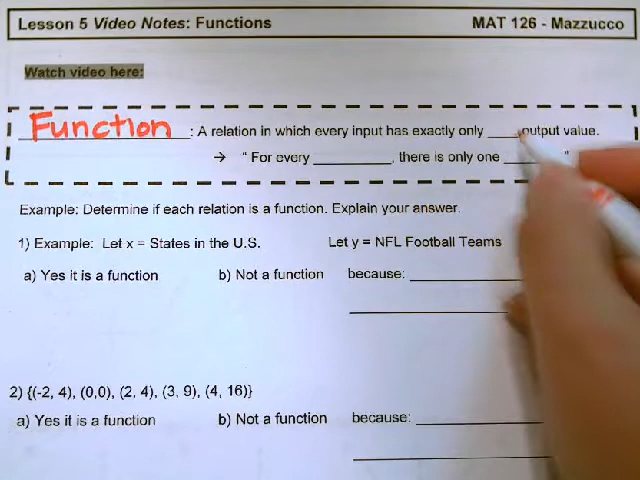 Lesson 5 Video Notes: Functions MAT 126 - Mazzucco
Watch video here:
Function : A relation in which every input has exactly only ____ output value.
→ " For every __________, there is only one ______ "
Example: Determine if each relation is a function. Explain your answer.
1) Example: Let x = States in the U.S. Let y = NFL Football Teams
a) Yes it is a function b) Not a function because: ______________
2) {(-2, 4), (0,0), (2, 4), (3, 9), (4, 16)}
a) Yes it is a function b) Not a function because: ______________